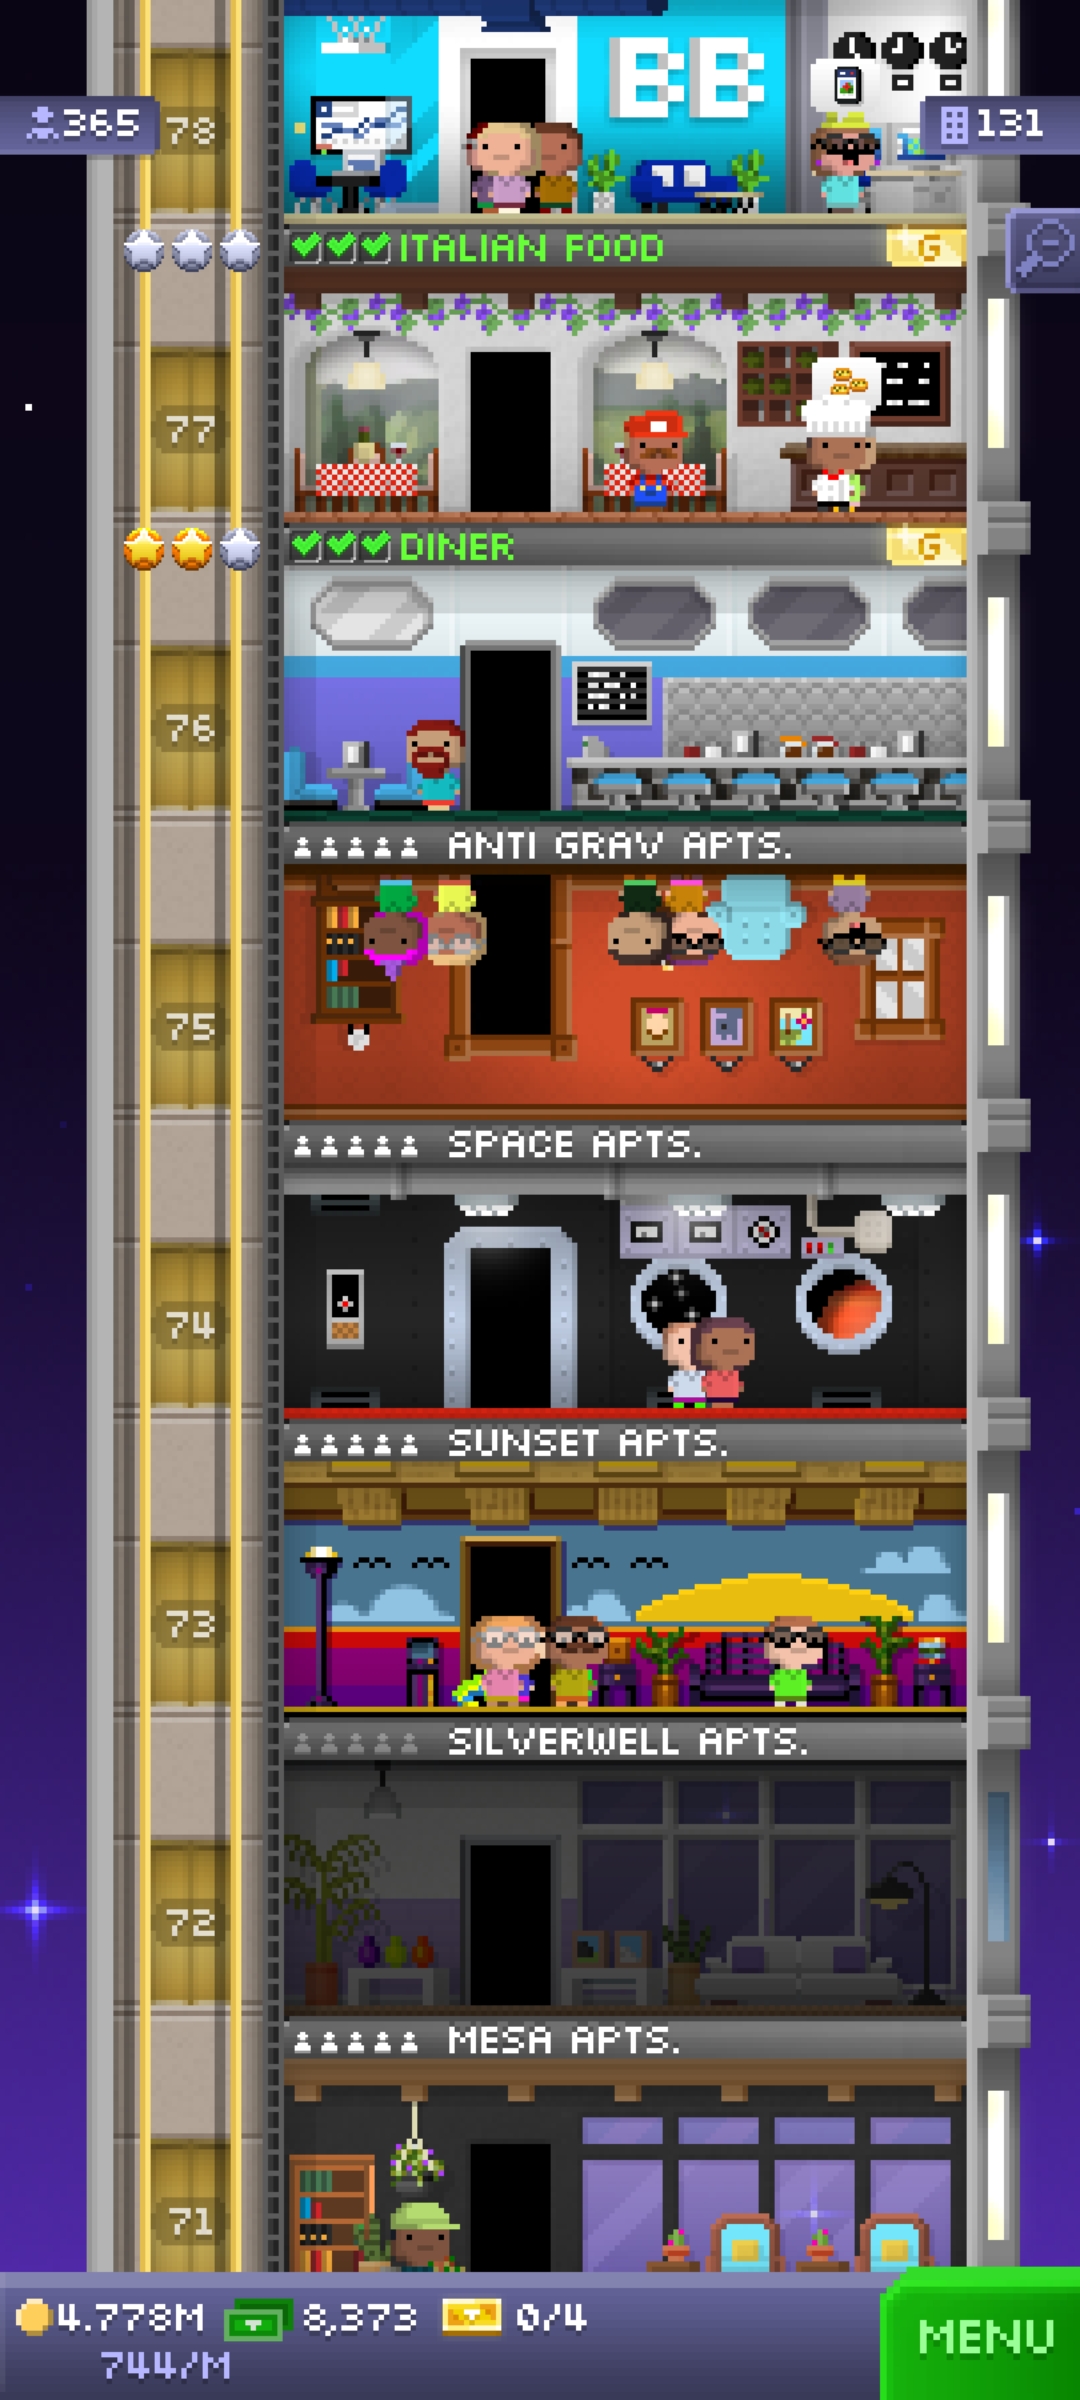 BB
365
78
131
ITALIAN FOOD
G
77
DINER
G
76
ANTI GRAV APTS.
75
SPACE APTS.
74
SUNSET APTS.
73
SILVERWELL APTS.
72
MESA APTS.
71
4.778M 8,373 0/4
744/M
MENU